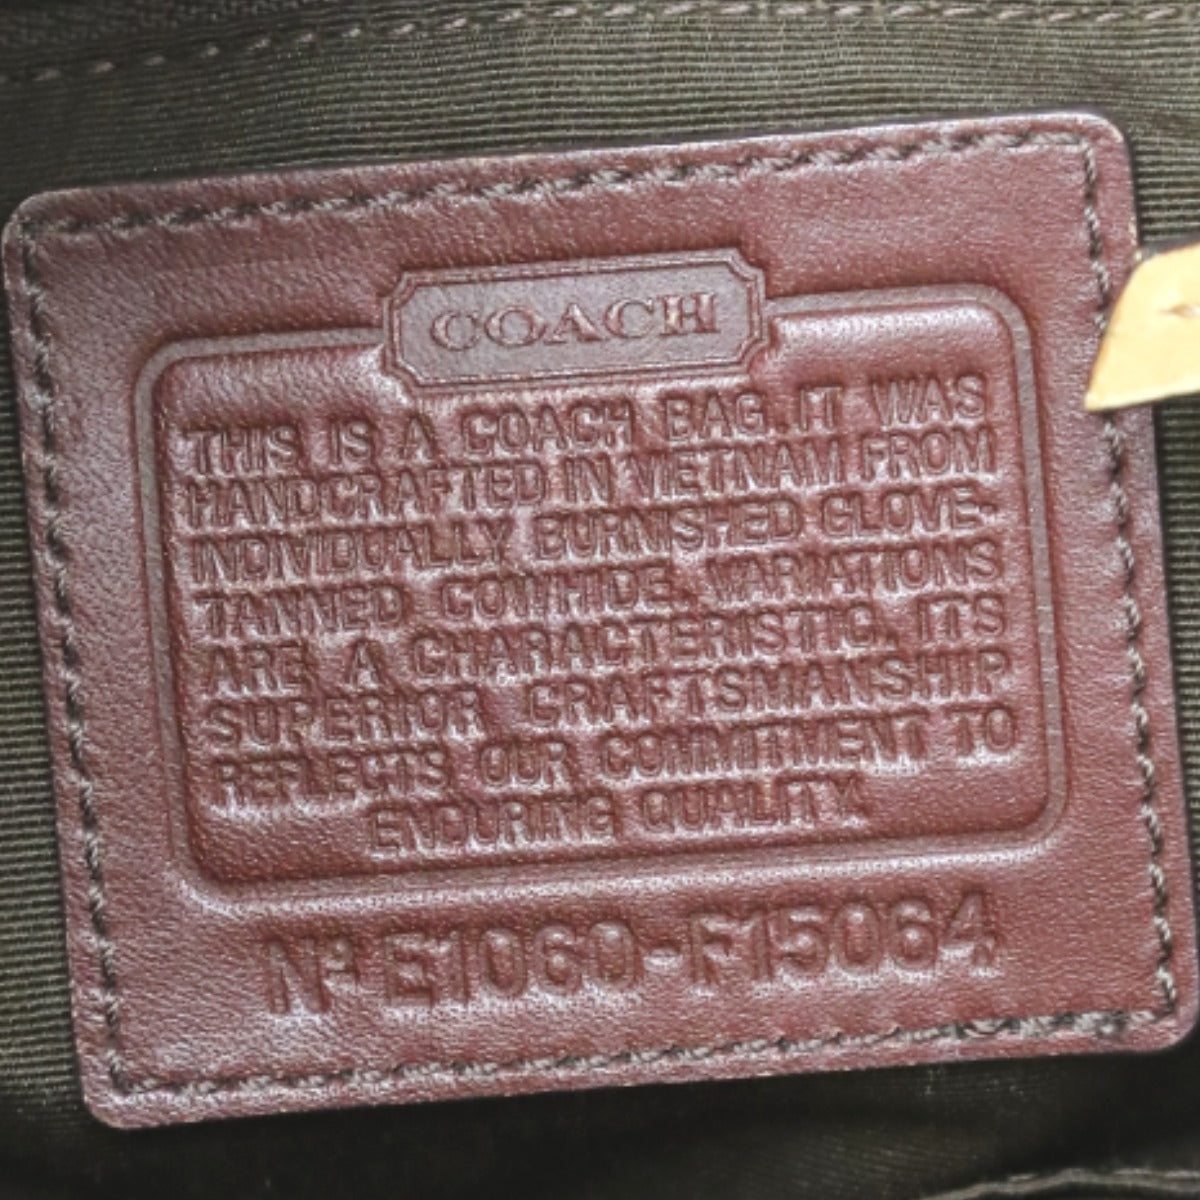 COACH
THIS IS A COACH BAG. IT WAS
HANDCRAFTED IN VIETNAM FROM
INDIVIDUALLY BURNISHED GLOVE-
TANNED COWHIDE. VARIATIONS
ARE A CHARACTERISTIC. ITS
SUPERIOR CRAFTSMANSHIP
REFLECTS OUR COMMITMENT TO
ENDURING QUALITY.
Nº E1060-F15064